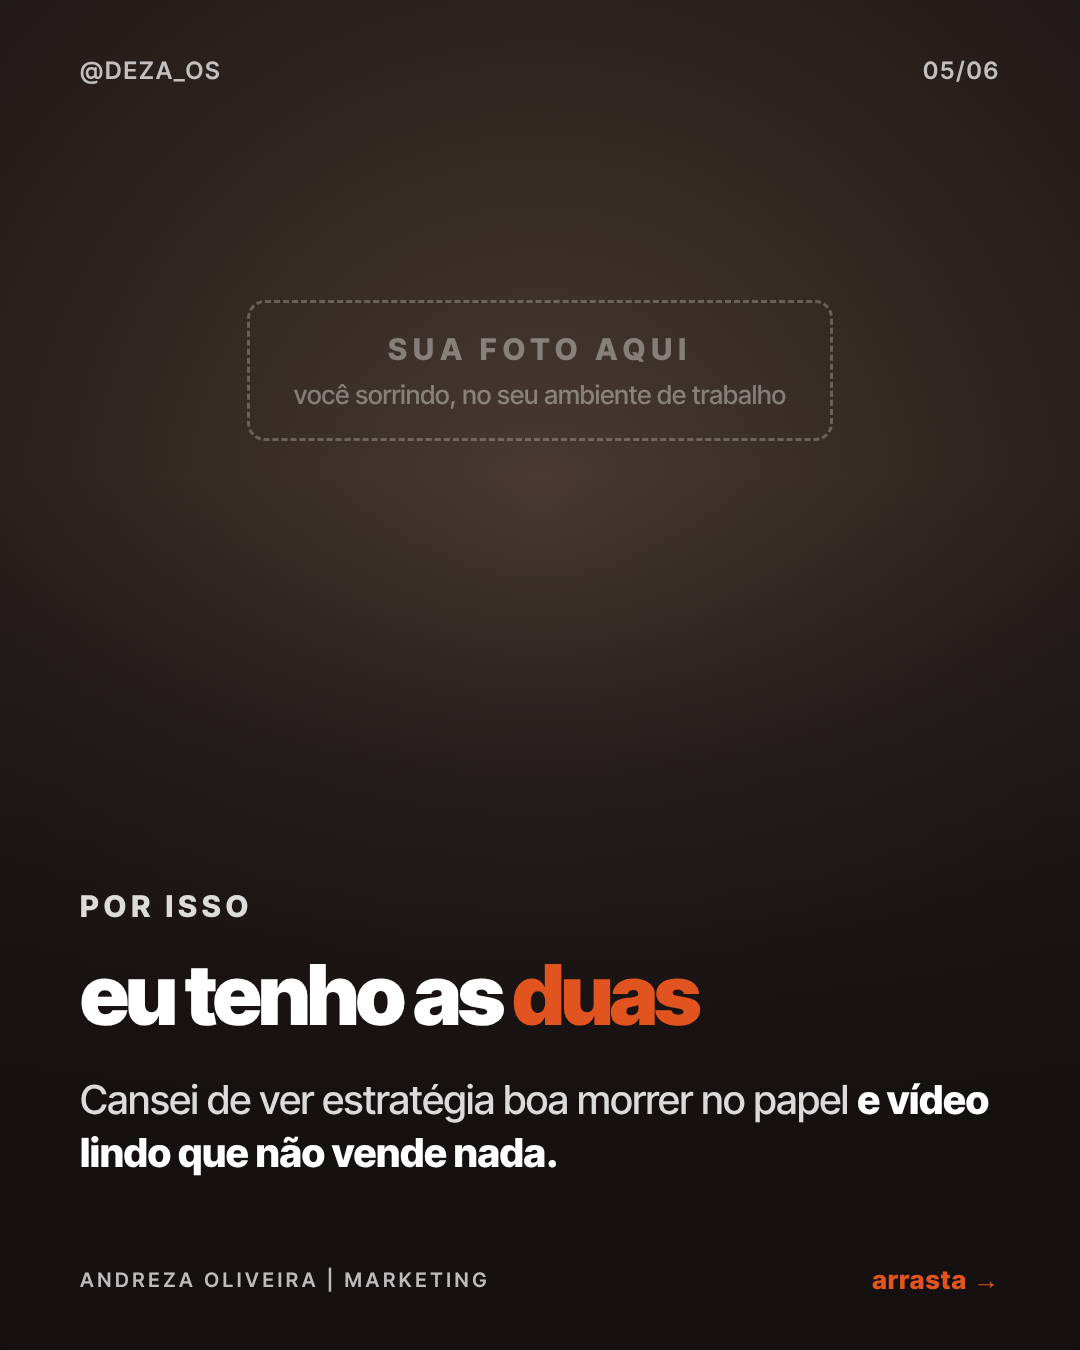 @DEZA_OS
05/06
SUA FOTO AQUI
você sorrindo, no seu ambiente de trabalho
POR ISSO
eu tenho as duas
Cansei de ver estratégia boa morrer no papel e vídeo
lindo que não vende nada.
ANDREZA OLIVEIRA | MARKETING
arrasta →